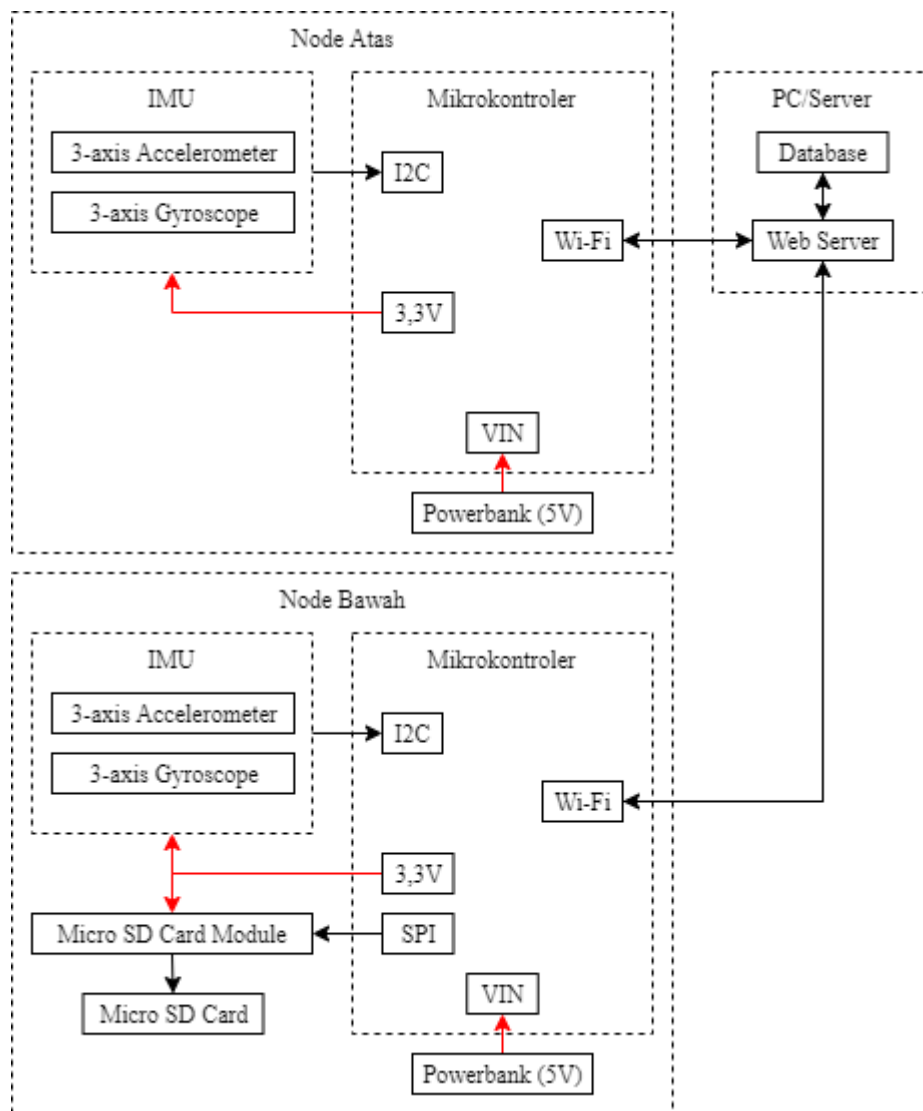 Node Atas
IMU
Mikrokontroler
PC/Server
3-axis Accelerometer
I2C
Database
3-axis Gyroscope
Wi-Fi
Web Server
3,3V
VIN
Powerbank (5V)
Node Bawah
IMU
Mikrokontroler
3-axis Accelerometer
I2C
3-axis Gyroscope
Wi-Fi
3,3V
Micro SD Card Module
SPI
VIN
Micro SD Card
Powerbank (5V)